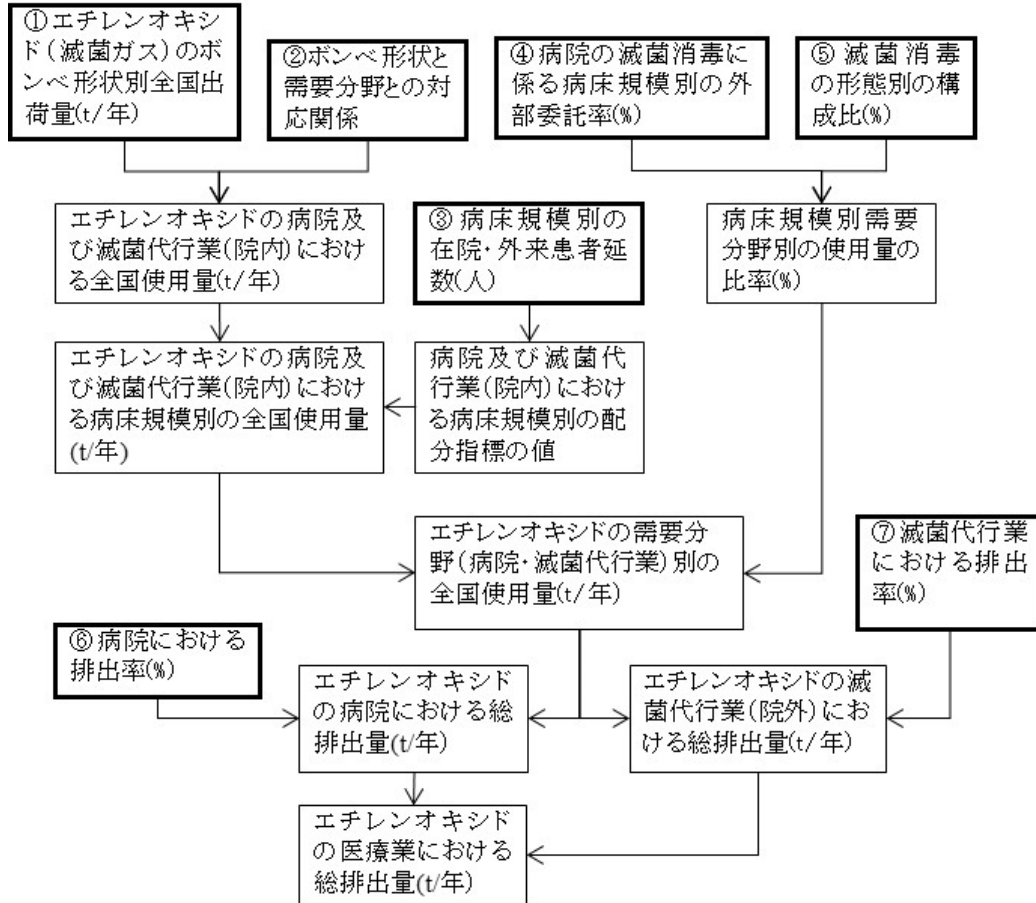 ①エチレンオキシ
ド(滅菌ガス)のボ
ンベ形状別全国出
荷量(t/年)
②ボンベ形状と
需要分野との対
応関係
④病院の滅菌消毒に
係る病床規模別の外
部委託率(%)
⑤滅菌消毒
の形態別の構
成比(%)
エチレンオキシドの病院及
び滅菌代行業(院内)におけ
る全国使用量(t/年)
③病床規模別の
在院・外来患者延
数(人)
病床規模別需要
分野別の使用量の
比率(%)
エチレンオキシドの病院及
び滅菌代行業(院内)におけ
る病床規模別の全国使用量
(t/年)
病院及び滅菌代
行業(院内)におけ
る病床規模別の配
分指標の値
エチレンオキシドの需要分
野(病院・滅菌代行業)別の
全国使用量(t/年)
⑦滅菌代行業
における排出
率(%)
⑥病院における
排出率(%)
エチレンオキシド
の病院における総
排出量(t/年)
エチレンオキシドの滅
菌代行業(院外)にお
ける総排出量(t/年)
エチレンオキシド
の医療業における
総排出量(t/年)